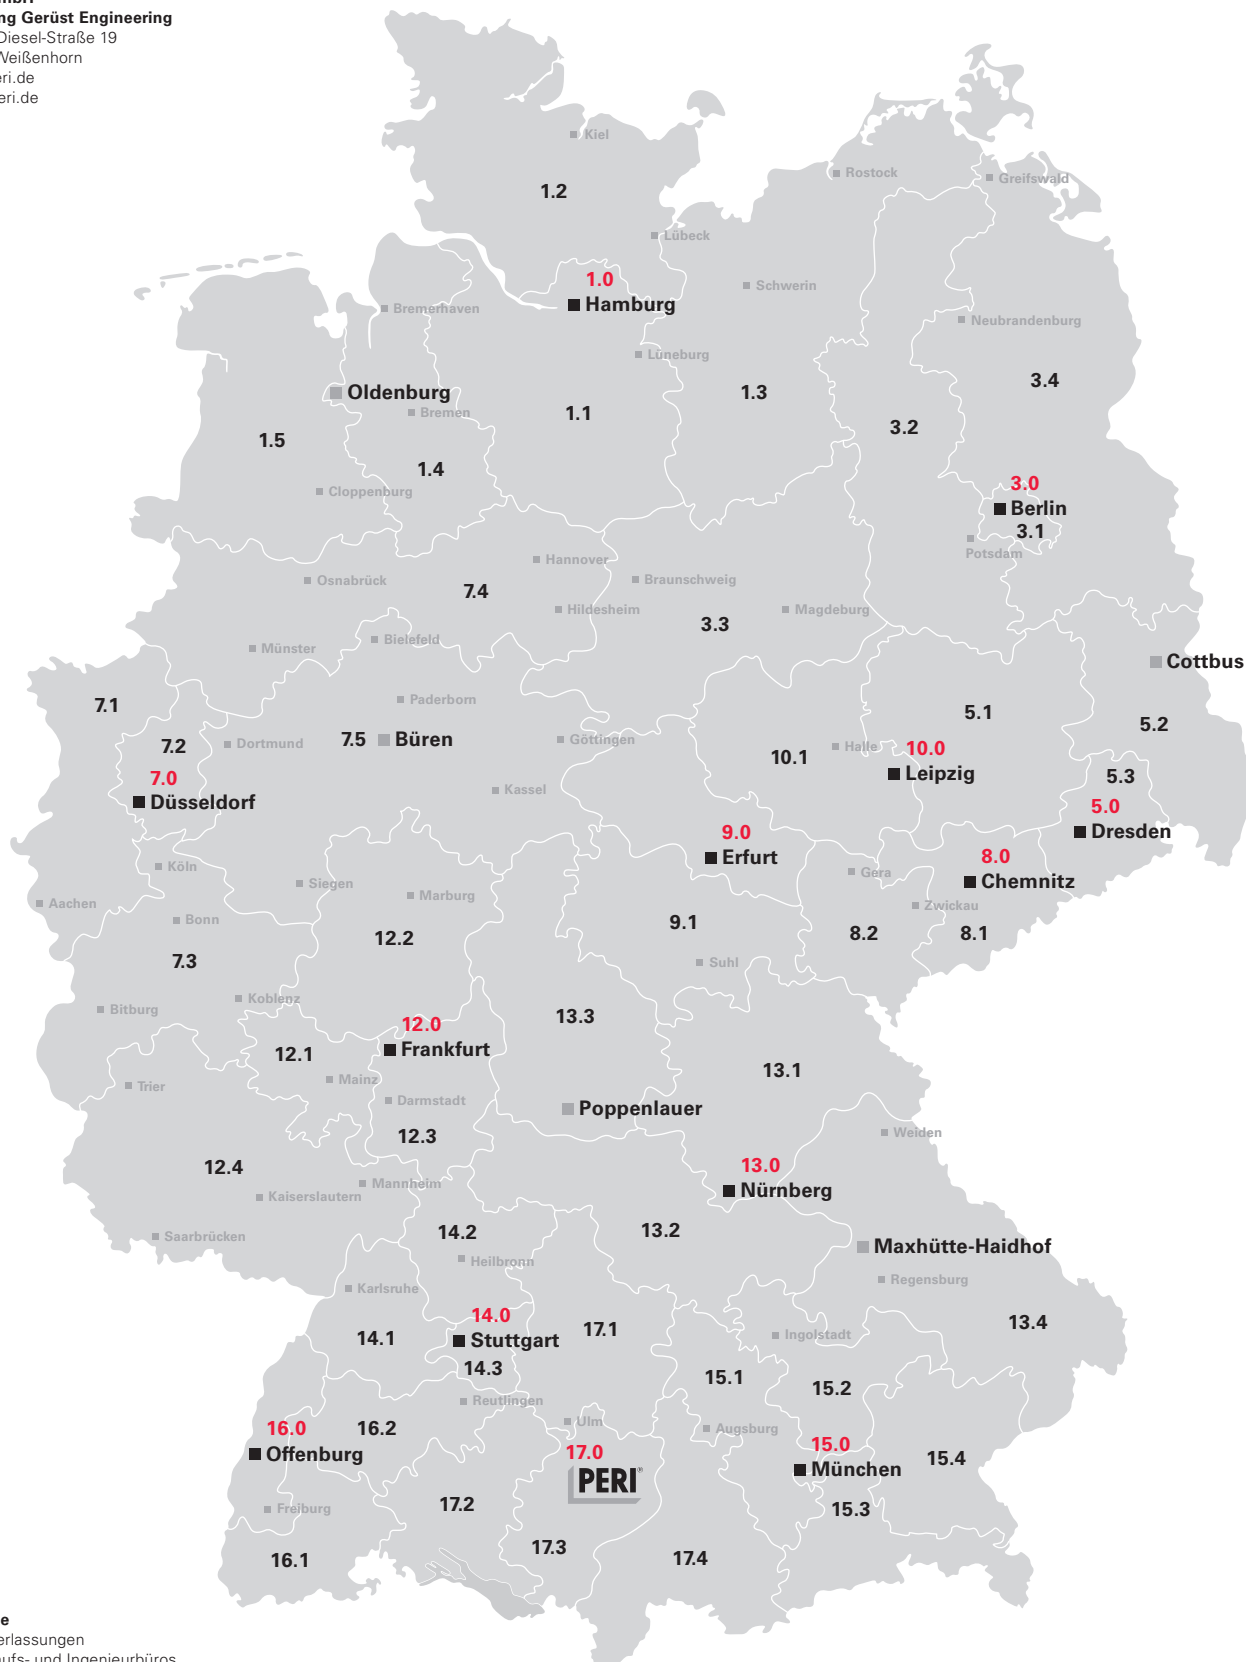 ng Gerüst Engineering
Diesel-Straße 19
Weißenhorn
eri.de
eri.de
Kiel
Rostock
Greifswald
1.2
Lübeck
1.0
Hamburg
Schwerin
Bremerhaven
Neubrandenburg
Lüneburg
3.4
Oldenburg
1.3
Bremen
1.1
3.2
1.5
1.4
Cloppenburg
3.0
Berlin
3.1
Potsdam
Hannover
Osnabrück
Braunschweig
7.4
Hildesheim
Magdeburg
3.3
Bielefeld
Münster
Cottbus
Paderborn
7.1
5.1
5.2
7.2
Dortmund
7.5
Büren
Göttingen
Halle
10.0
10.1
Leipzig
5.3
7.0
Düsseldorf
Kassel
5.0
Dresden
9.0
Erfurt
8.0
Köln
Gera
Chemnitz
Siegen
Marburg
Aachen
Zwickau
Bonn
9.1
8.2
8.1
12.2
7.3
Suhl
Koblenz
Bitburg
13.3
12.0
Frankfurt
12.1
13.1
Mainz
Trier
Darmstadt
Poppenlauer
12.3
Weiden
12.4
13.0
Mannheim
Nürnberg
Kaiserslautern
14.2
13.2
Saarbrücken
Maxhütte-Haidhof
Heilbronn
Regensburg
Karlsruhe
14.0
17.1
13.4
14.1
Stuttgart
Ingolstadt
14.3
15.1
15.2
Reutlingen
16.0
16.2
Ulm
Augsburg
Offenburg
17.0
15.0
15.4
München
PERI®
17.2
Freiburg
15.3
17.3
17.4
16.1
e
erlassungen
aufs- und Ingenieurbüros